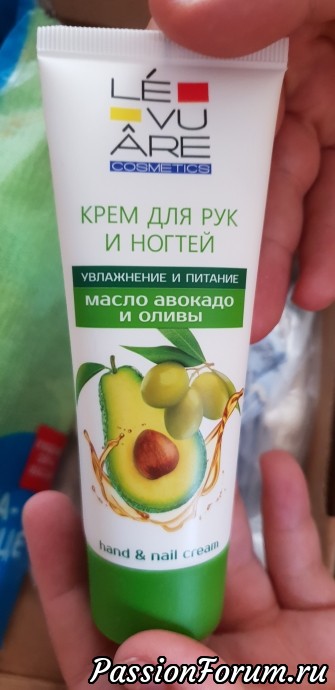 LÉ
VU
ÂRE
COSMETICS
КРЕМ ДЛЯ РУК
И НОГТЕЙ
УВЛАЖНЕНИЕ И ПИТАНИЕ
МАСЛО АВОКАДО
И ОЛИВЫ
hand & nail cream
PassionForum.ru